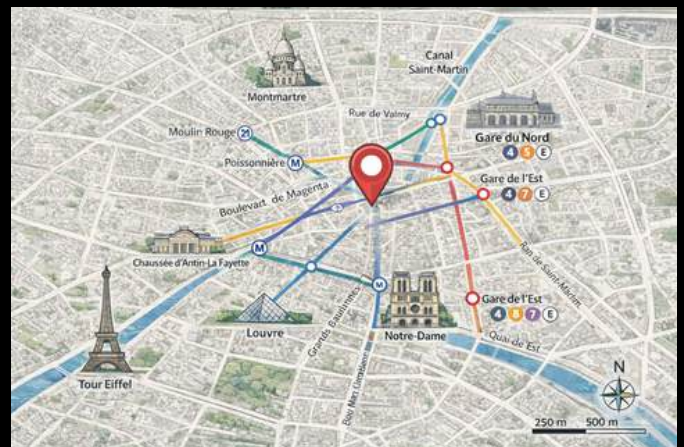 Canal
Saint-Martin
Montmartre
Rue de Valmy
Moulin Rouge 21
Gare du Nord
4 5 E
Poissonnière M
Gare de l'Est
4 7 E
Boulevart de Magenta
Chaussée d'Antin-La Fayette
M
M
Gare de l'Est
4 8 7 E
Louvre
Notre-Dame
Quai de Est
Tour Eiffel
N
250 m 500 m